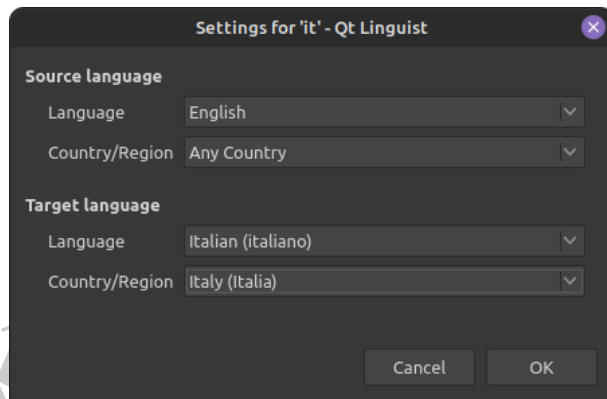 Settings for 'it' - Qt Linguist
Source language
Language English
Country/Region Any Country
Target language
Language Italian (italiano)
Country/Region Italy (Italia)
Cancel OK